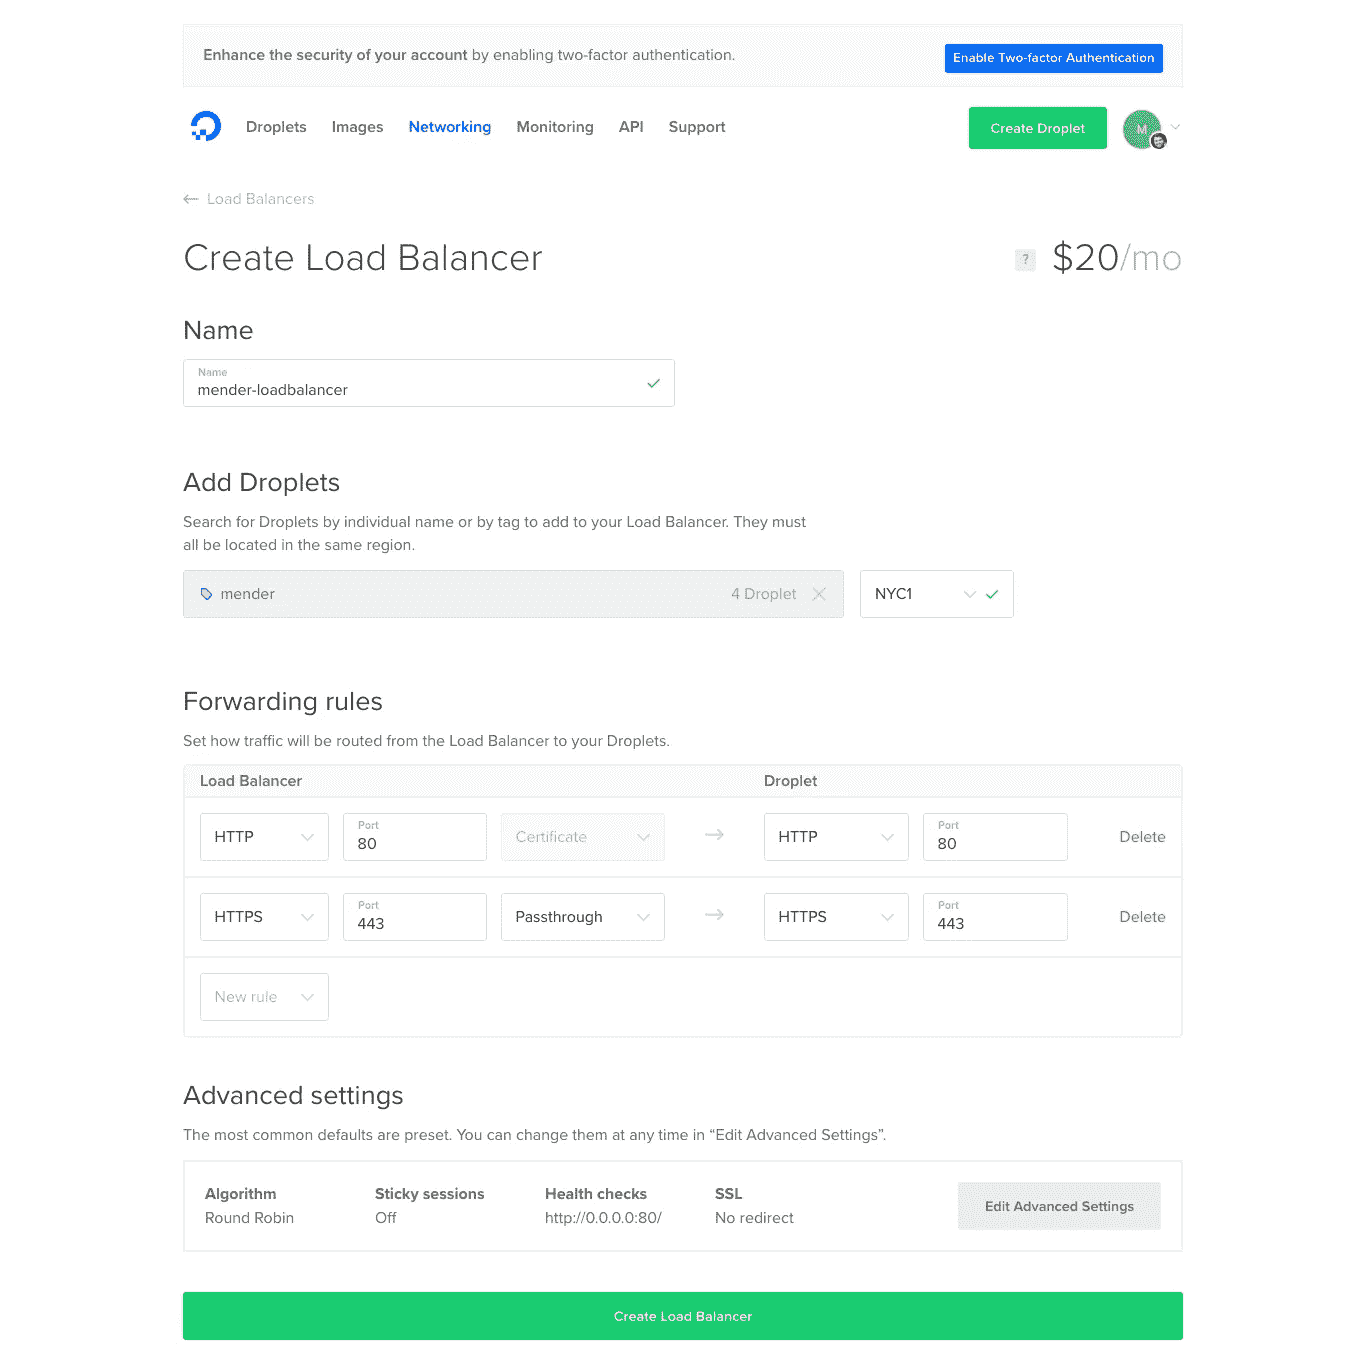 Enhance the security of your account by enabling two-factor authentication.
Enable Two-factor Authentication
Droplets Images Networking Monitoring API Support
Create Droplet
M
← Load Balancers
Create Load Balancer
? $20/mo
Name
Name
mender-loadbalancer
Add Droplets
Search for Droplets by individual name or by tag to add to your Load Balancer. They must
all be located in the same region.
mender 4 Droplet
NYC1
Forwarding rules
Set how traffic will be routed from the Load Balancer to your Droplets.
Load Balancer Droplet
HTTP Port 80 Certificate → HTTP Port 80 Delete
HTTPS Port 443 Passthrough → HTTPS Port 443 Delete
New rule
Advanced settings
The most common defaults are preset. You can change them at any time in “Edit Advanced Settings”.
Algorithm Sticky sessions Health checks SSL
Round Robin Off http://0.0.0.0:80/ No redirect
Edit Advanced Settings
Create Load Balancer